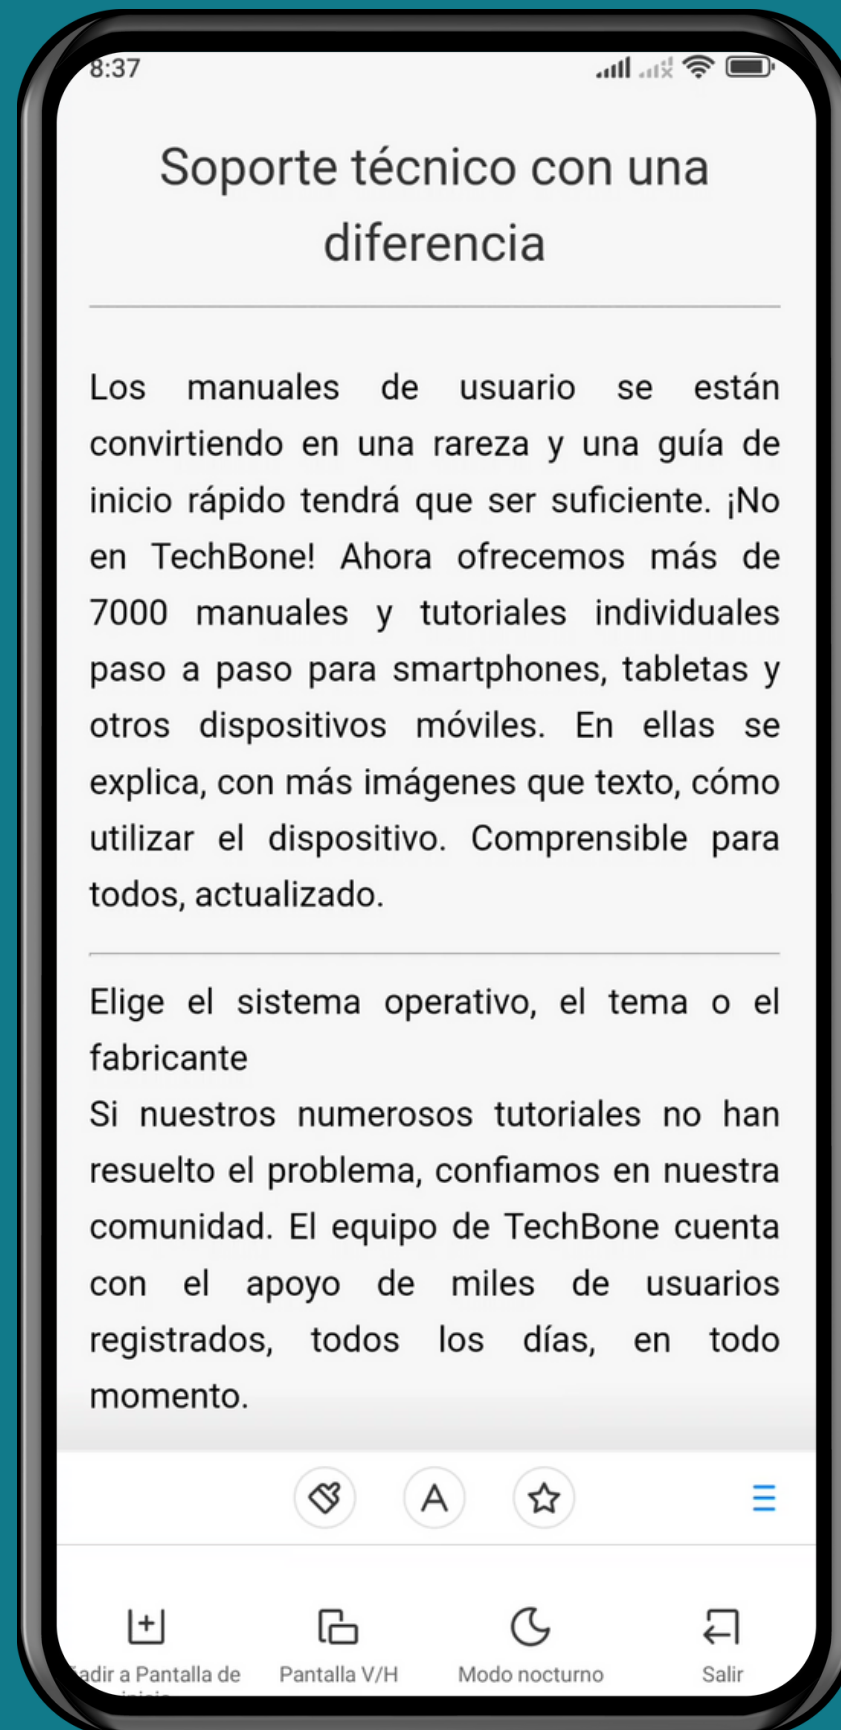 8:37
Soporte técnico con una
diferencia
Los manuales de usuario se están
convirtiendo en una rareza y una guía de
inicio rápido tendrá que ser suficiente. ¡No
en TechBone! Ahora ofrecemos más de
7000 manuales y tutoriales individuales
paso a paso para smartphones, tabletas y
otros dispositivos móviles. En ellas se
explica, con más imágenes que texto, cómo
utilizar el dispositivo. Comprensible para
todos, actualizado.
Elige el sistema operativo, el tema o el
fabricante
Si nuestros numerosos tutoriales no han
resuelto el problema, confiamos en nuestra
comunidad. El equipo de TechBone cuenta
con el apoyo de miles de usuarios
registrados, todos los días, en todo
momento.
A
adir a Pantalla de
Pantalla V/H
Modo nocturno
Salir